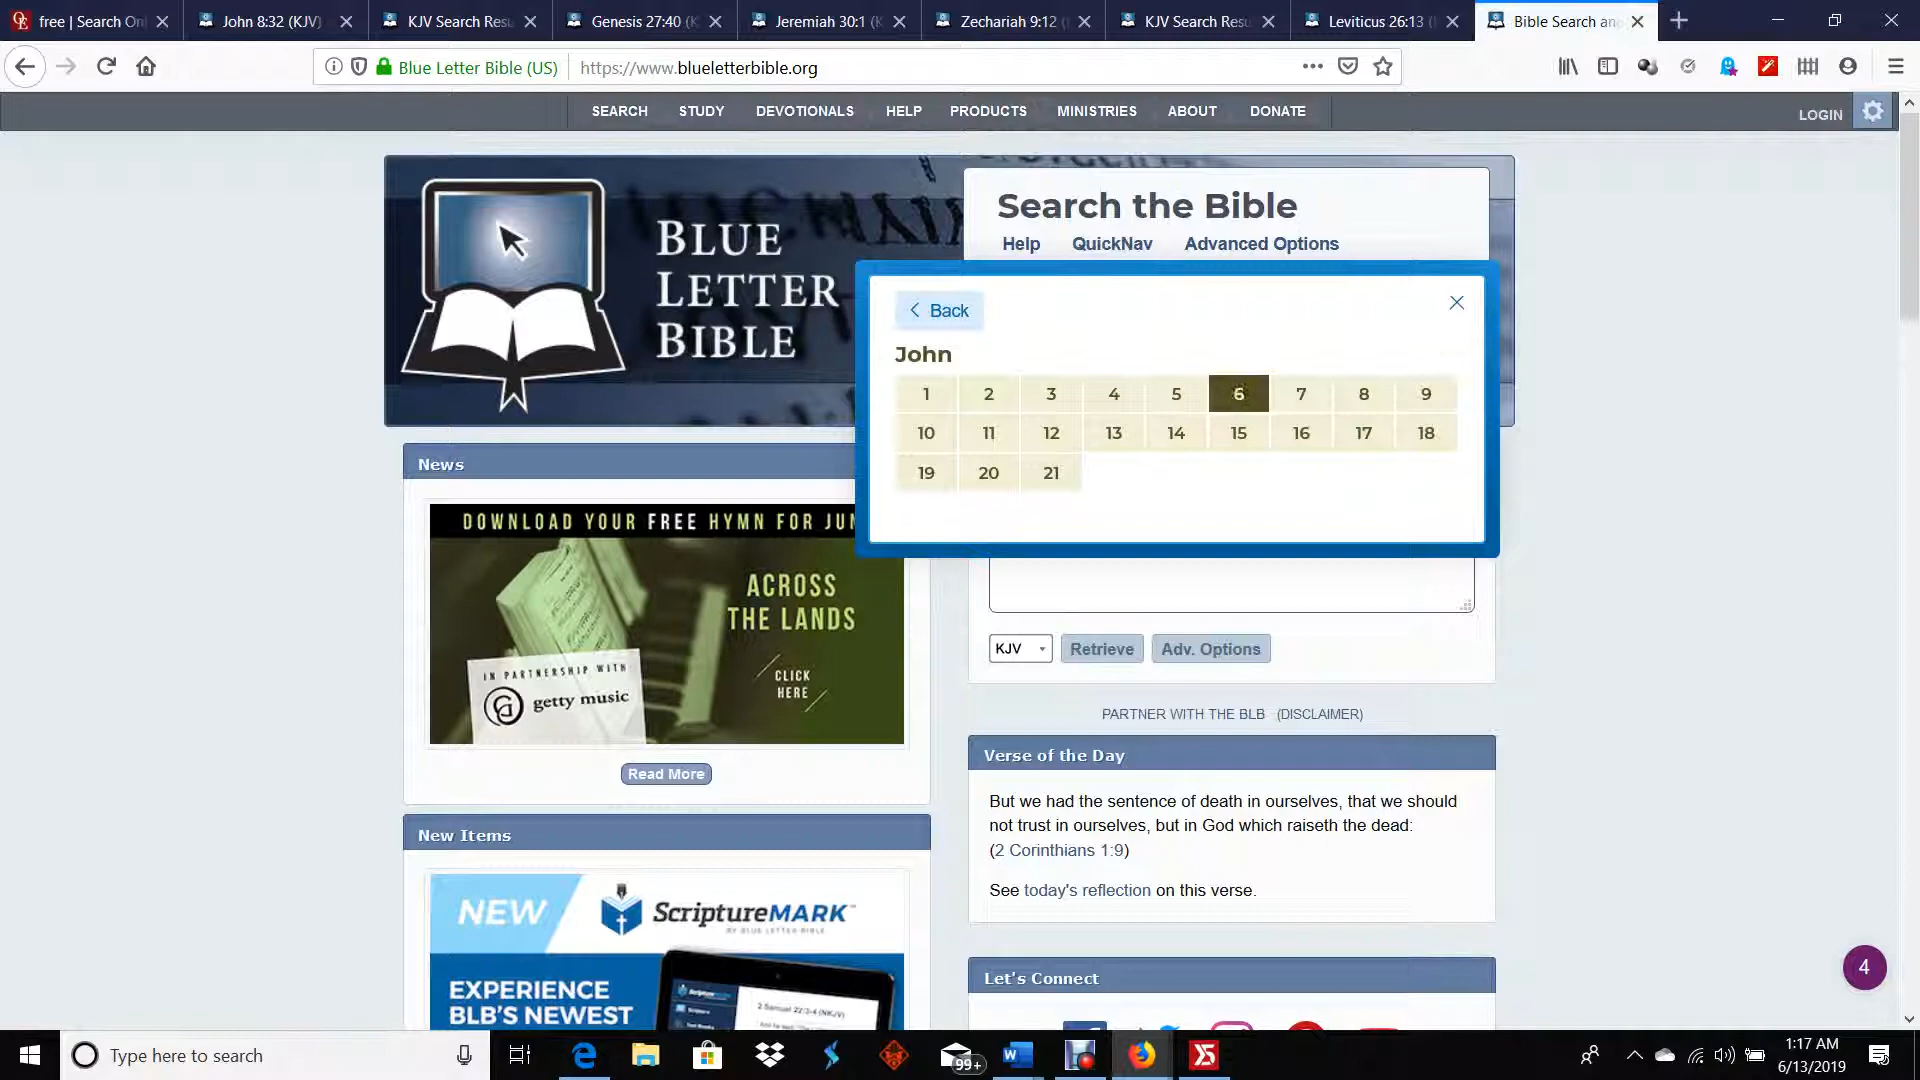 free | Search Onl
John 8:32 (KJV)
KJV Search Resu
Genesis 27:40 (K
Jeremiah 30:1 (K
Zechariah 9:12 (
KJV Search Resu
Leviticus 26:13 (
Bible Search an
Blue Letter Bible (US)
https://www.blueletterbible.org
SEARCH STUDY DEVOTIONALS HELP PRODUCTS MINISTRIES ABOUT DONATE
LOGIN
BLUE
LETTER
BIBLE
Search the Bible
Help QuickNav Advanced Options
Back
John
1 2 3 4 5 6 7 8 9
10 11 12 13 14 15 16 17 18
19 20 21
KJV Retrieve Adv. Options
News
DOWNLOAD YOUR FREE HYMN FOR JUN
ACROSS
THE LANDS
IN PARTNERSHIP WITH
getty music
CLICK
HERE
Read More
PARTNER WITH THE BLB (DISCLAIMER)
Verse of the Day
But we had the sentence of death in ourselves, that we should
not trust in ourselves, but in God which raiseth the dead:
(2 Corinthians 1:9)
See today's reflection on this verse.
New Items
NEW
ScriptureMARK™
BY BLUE LETTER BIBLE
EXPERIENCE
BLB'S NEWEST
2 Samuel 22:3-4 (NKJV)
Let's Connect
4
Type here to search
99+
1:17 AM
6/13/2019